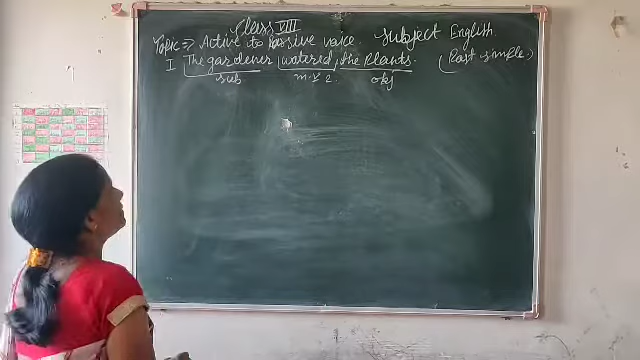 Class VIII
Topic => Active to Passive voice. Subject English.
I The gardener watered, the Plants. (Past simple.)
sub m.v 2. obj